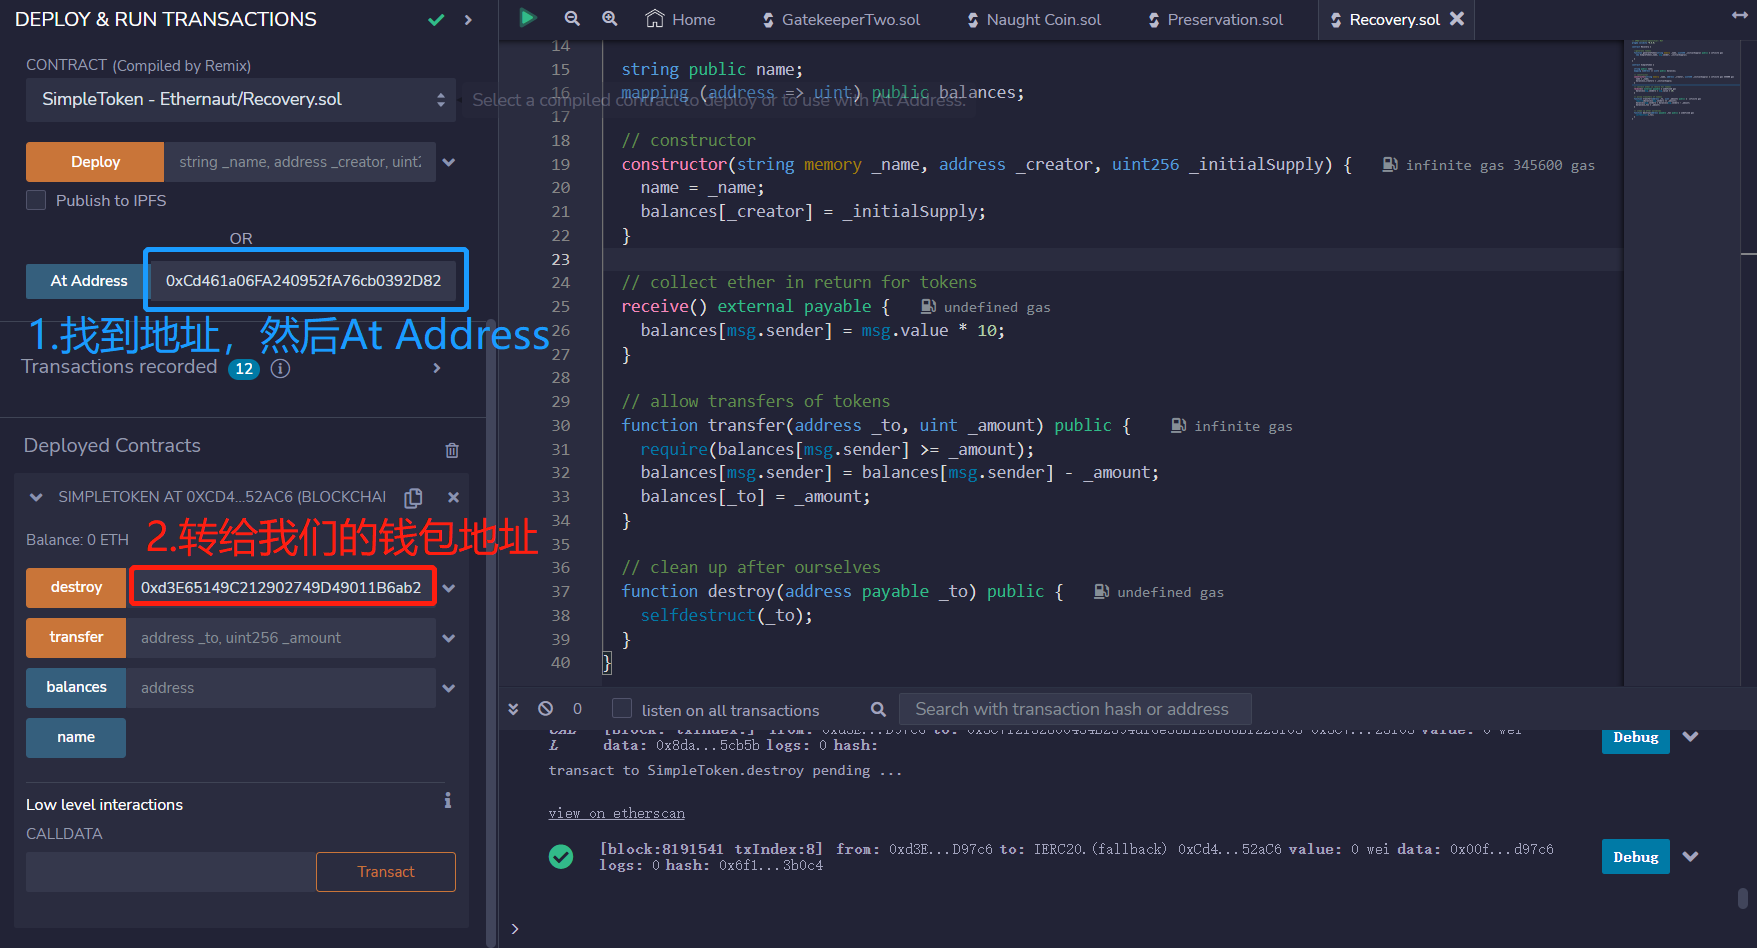 DEPLOY & RUN TRANSACTIONS
CONTRACT (Compiled by Remix)
SimpleToken - Ethernaut/Recovery.sol
Select a compiled contract to deploy or to use with At Address.
Deploy string _name, address _creator, uint2
Publish to IPFS
OR
At Address 0xCd461a06FA240952fA76cb0392D82
1.找到地址，然后At Address
Transactions recorded 12 i
Deployed Contracts
SIMPLETOKEN AT 0XCD4...52AC6 (BLOCKCHAI
Balance: 0 ETH
2.转给我们的钱包地址
destroy 0xd3E65149C212902749D49011B6ab2
transfer address _to, uint256 _amount
balances address
name
Low level interactions
CALLDATA
Transact
Home GatekeeperTwo.sol Naught Coin.sol Preservation.sol Recovery.sol
14
15 string public name;
16 mapping (address => uint) public balances;
17
18 // constructor
19 constructor(string memory _name, address _creator, uint256 _initialSupply) { infinite gas 345600 gas
20 name = _name;
21 balances[_creator] = _initialSupply;
22 }
23
24 // collect ether in return for tokens
25 receive() external payable { undefined gas
26 balances[msg.sender] = msg.value * 10;
27 }
28
29 // allow transfers of tokens
30 function transfer(address _to, uint _amount) public { infinite gas
31 require(balances[msg.sender] >= _amount);
32 balances[msg.sender] = balances[msg.sender] - _amount;
33 balances[_to] = _amount;
34 }
35
36 // clean up after ourselves
37 function destroy(address payable _to) public { undefined gas
38 selfdestruct(_to);
39 }
40 }
0 listen on all transactions Search with transaction hash or address
L data: 0x8da...5cb5b logs: 0 hash:
Debug
transact to SimpleToken.destroy pending ...
view on etherscan
[block:8191541 txIndex:8] from: 0xd3E...D97c6 to: IERC20.(fallback) 0xCd4...52aC6 value: 0 wei data: 0x00f...d97c6
logs: 0 hash: 0x6f1...3b0c4
Debug
>